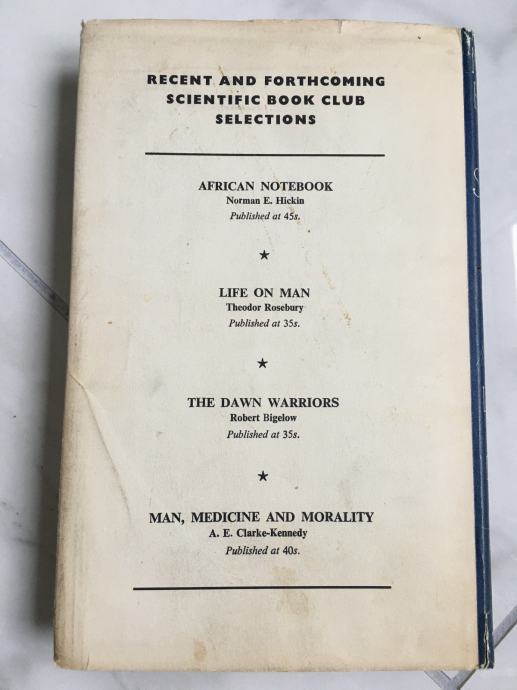 RECENT AND FORTHCOMING
SCIENTIFIC BOOK CLUB
SELECTIONS
AFRICAN NOTEBOOK
Norman E. Hickin
Published at 45s.
LIFE ON MAN
Theodor Rosebury
Published at 35s.
THE DAWN WARRIORS
Robert Bigelow
Published at 35s.
MAN, MEDICINE AND MORALITY
A. E. Clarke-Kennedy
Published at 40s.